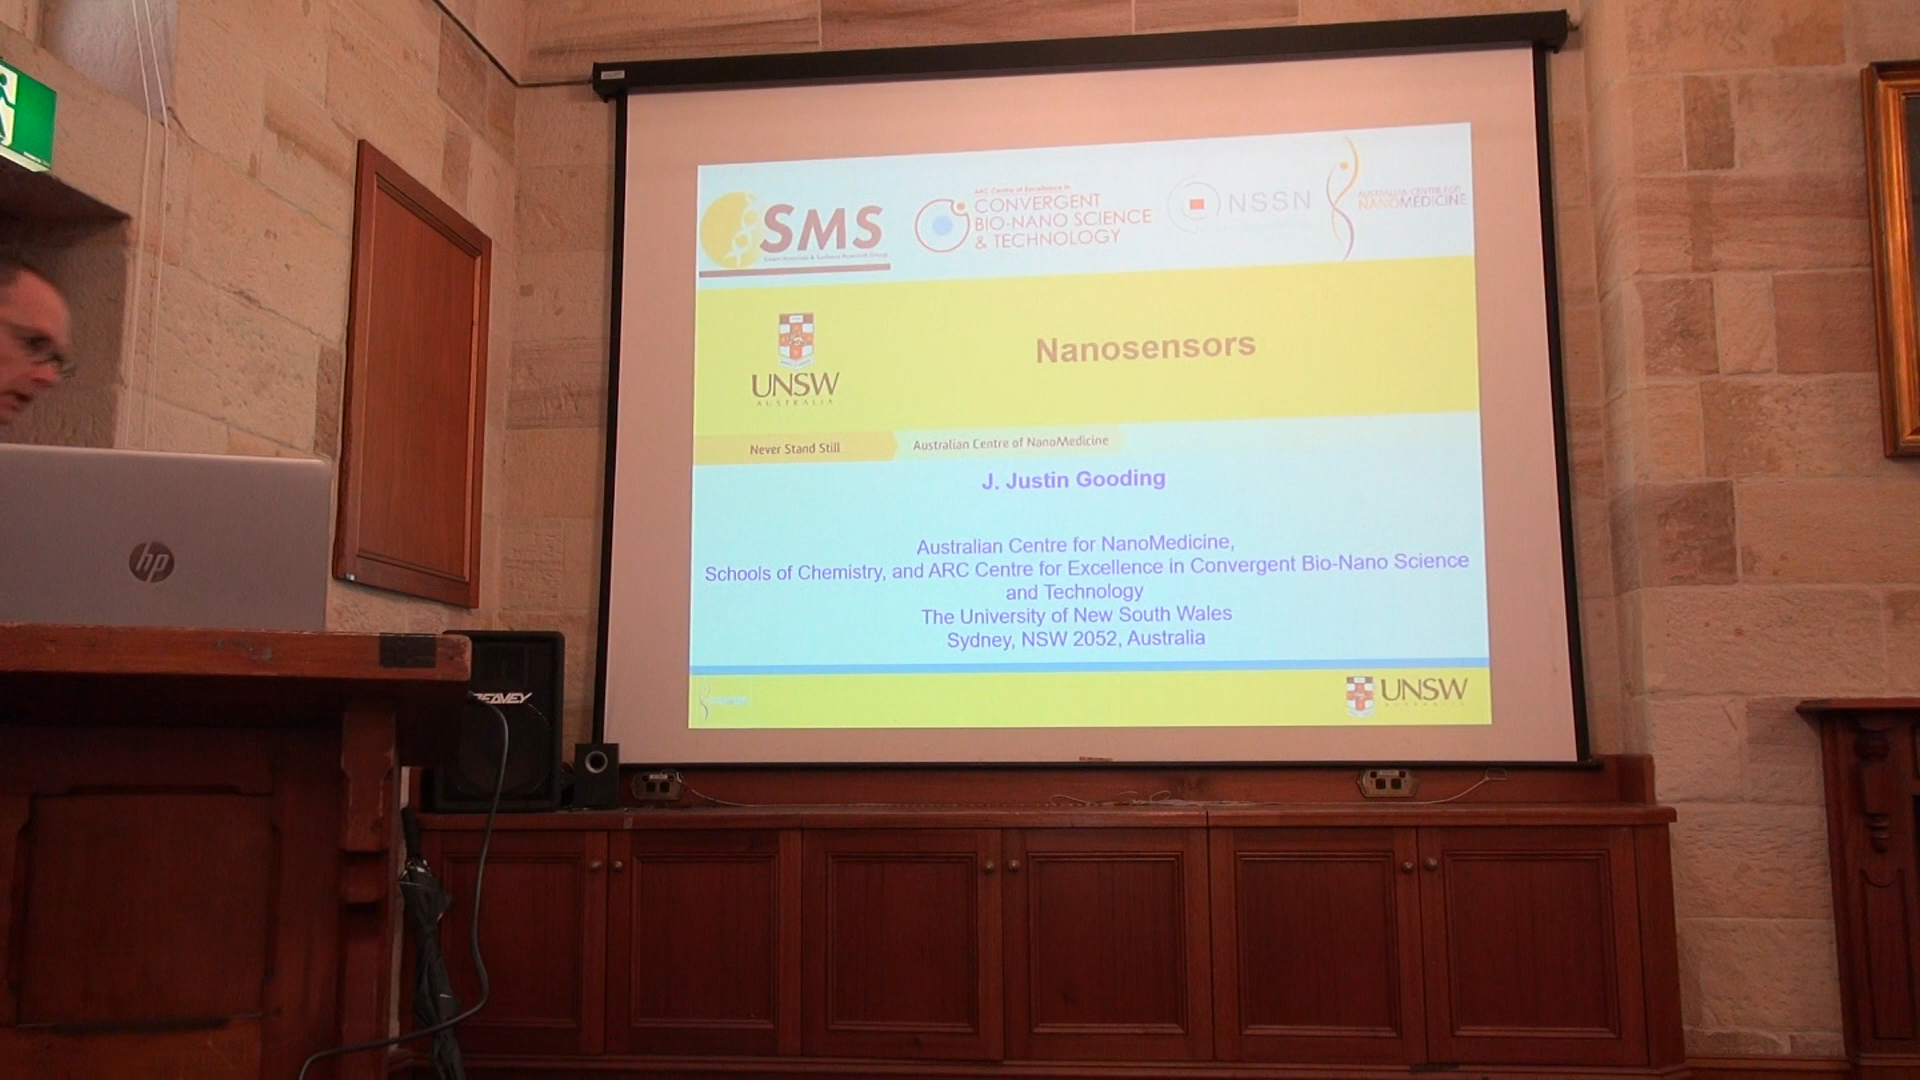 SMS
ARC Centre of Excellence in
CONVERGENT
BIO-NANO SCIENCE
& TECHNOLOGY
NSSN
AUSTRALIAN CENTRE FOR
NANOMEDICINE
UNSW
AUSTRALIA
Nanosensors
Never Stand Still
Australian Centre of NanoMedicine
J. Justin Gooding
Australian Centre for NanoMedicine,
Schools of Chemistry, and ARC Centre for Excellence in Convergent Bio-Nano Science
and Technology
The University of New South Wales
Sydney, NSW 2052, Australia
UNSW
AUSTRALIA
hp
PEAVEY